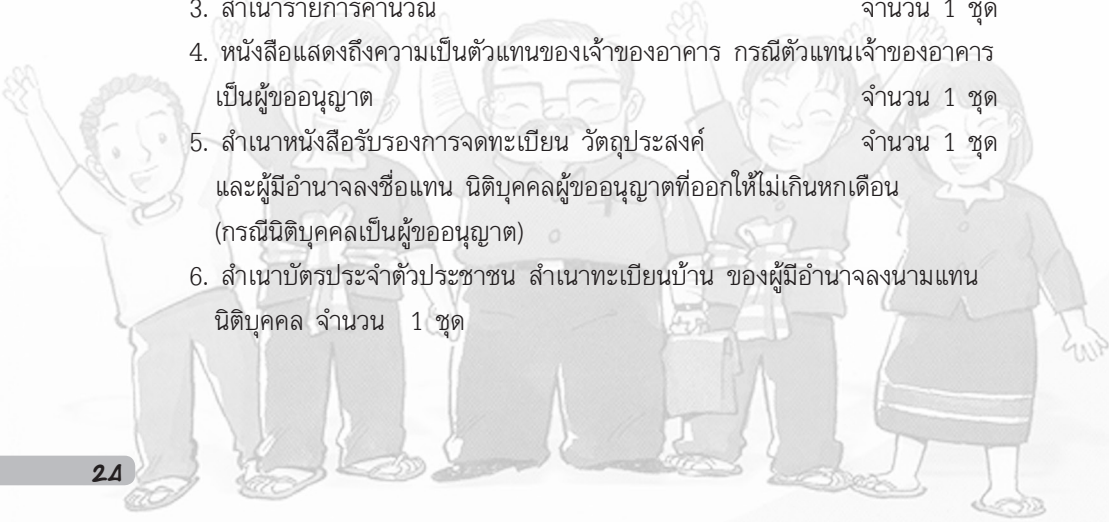 3. สำเนารายการคำนวณ จำนวน 1 ชุด
4. หนังสือแสดงถึงความเป็นตัวแทนของเจ้าของอาคาร กรณีตัวแทนเจ้าของอาคาร
เป็นผู้ขออนุญาต จำนวน 1 ชุด
5. สำเนาหนังสือรับรองการจดทะเบียน วัตถุประสงค์ จำนวน 1 ชุด
และผู้มีอำนาจลงชื่อแทน นิติบุคคลผู้ขออนุญาตที่ออกให้ไม่เกินหกเดือน
(กรณีนิติบุคคลเป็นผู้ขออนุญาต)
6. สำเนาบัตรประจำตัวประชาชน สำเนาทะเบียนบ้าน ของผู้มีอำนาจลงนามแทน
นิติบุคคล จำนวน 1 ชุด
24